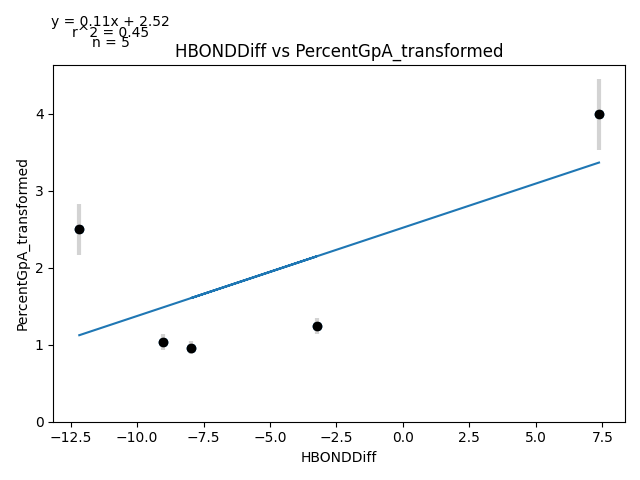 y = 0.11x + 2.52
r^2 = 0.45
n = 5
HBONDDiff vs PercentGpA_transformed
PercentGpA_transformed
4
3
2
1
0
−12.5 −10.0 −7.5 −5.0 −2.5 0.0 2.5 5.0 7.5
HBONDDiff